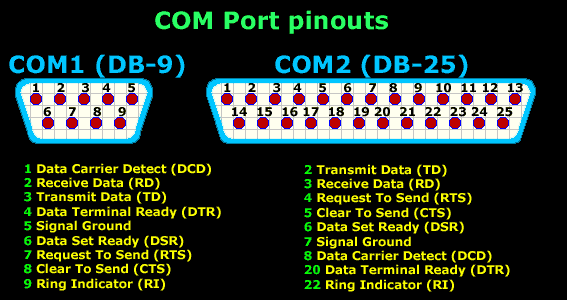 COM Port pinouts
COM1 (DB-9)
1 2 3 4 5
6 7 8 9
1 Data Carrier Detect (DCD)
2 Receive Data (RD)
3 Transmit Data (TD)
4 Data Terminal Ready (DTR)
5 Signal Ground
6 Data Set Ready (DSR)
7 Request To Send (RTS)
8 Clear To Send (CTS)
9 Ring Indicator (RI)
COM2 (DB-25)
1 2 3 4 5 6 7 8 9 10 11 12 13
14 15 16 17 18 19 20 21 22 23 24 25
2 Transmit Data (TD)
3 Receive Data (RD)
4 Request To Send (RTS)
5 Clear To Send (CTS)
6 Data Set Ready (DSR)
7 Signal Ground
8 Data Carrier Detect (DCD)
20 Data Terminal Ready (DTR)
22 Ring Indicator (RI)